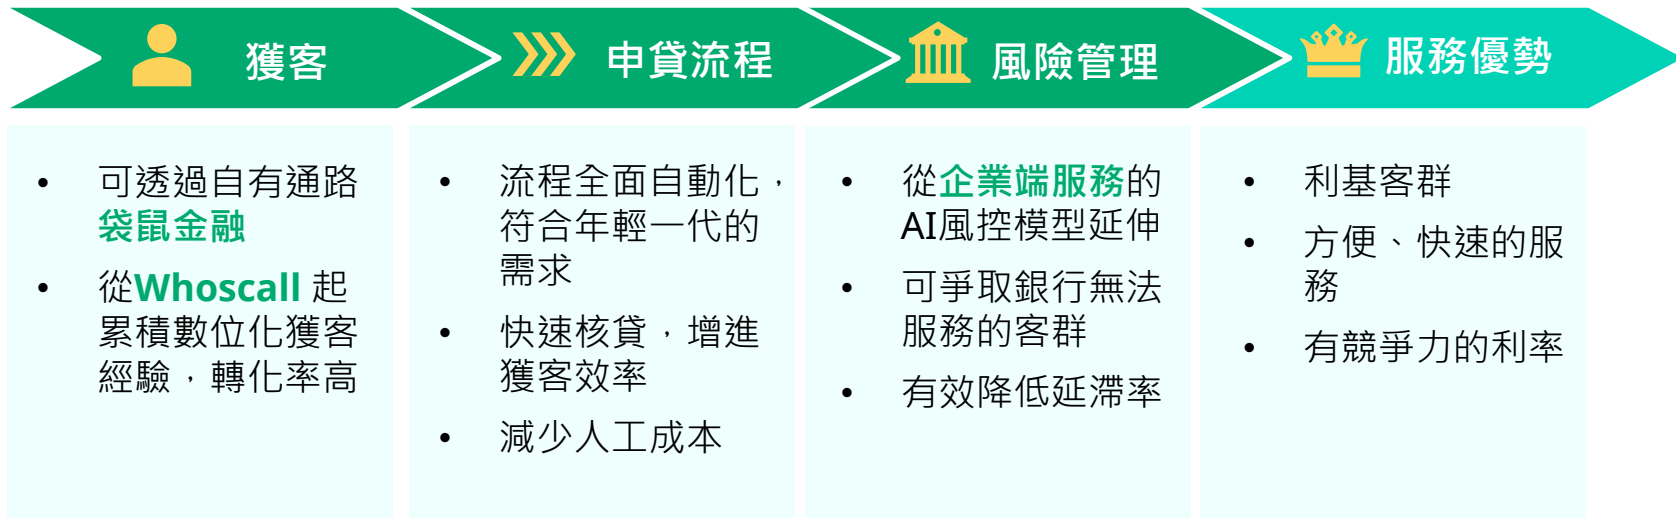 獲客
申貸流程
風險管理
服務優勢
• 可透過自有通路
袋鼠金融
• 從Whoscall 起
累積數位化獲客
經驗，轉化率高
• 流程全面自動化，
符合年輕一代的
需求
• 快速核貸，增進
獲客效率
• 減少人工成本
• 從企業端服務的
AI風控模型延伸
• 可爭取銀行無法
服務的客群
• 有效降低延滯率
• 利基客群
• 方便、快速的服
務
• 有競爭力的利率